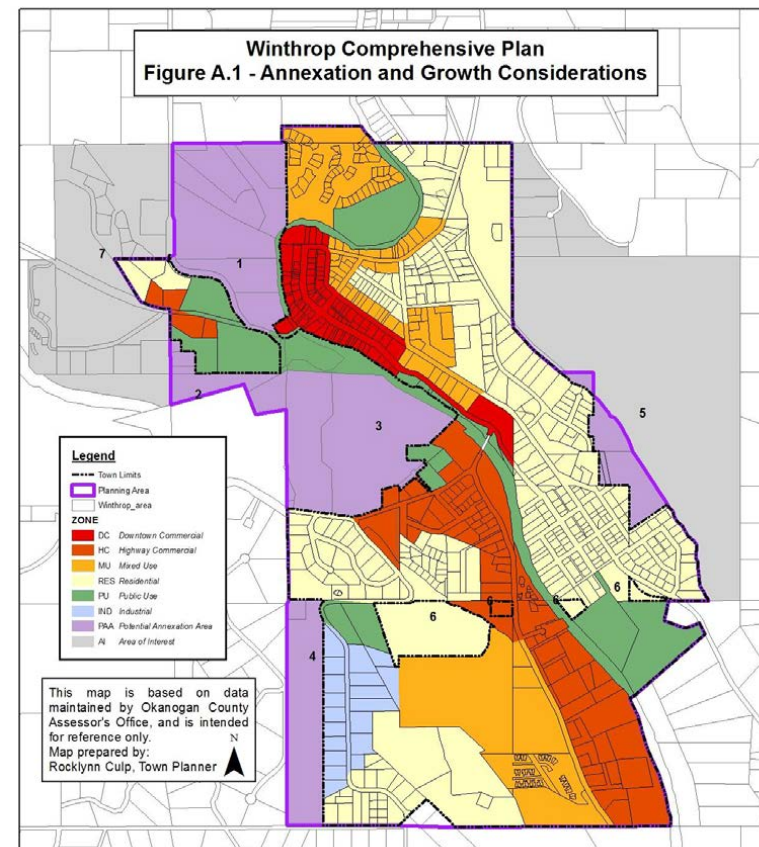 Winthrop Comprehensive Plan
Figure A.1 - Annexation and Growth Considerations
7
1
2
3
5
6
6
6
6
4
Legend
Town Limits
Planning Area
Winthrop_area
ZONE
DC Downtown Commercial
HC Highway Commercial
MU Mixed Use
RES Residential
PU Public Use
IND Industrial
PAA Potential Annexation Area
AI Area of Interest
This map is based on data
maintained by Okanogan County
Assessor's Office, and is intended
for reference only.
Map prepared by:
Rocklynn Culp, Town Planner
N